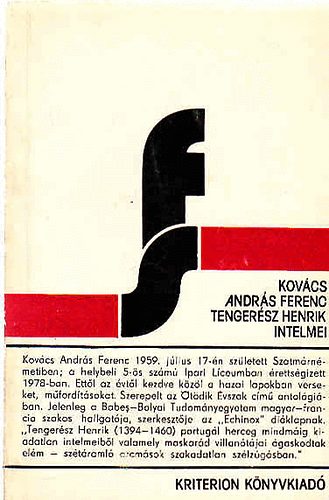 KOVÁCS
ANDRÁS FERENC
TENGERÉSZ HENRIK
INTELMEI
Kovács András Ferenc 1959. július 17-én született Szatmárné-
metiben; a helybeli 5-ös számú Ipari Líceumban érettségizett
1978-ban. Ettől az évtől kezdve közöl a hazai lapokban verse-
ket, műfordításokat. Szerepelt az Ötödik Évszak című antológiá-
ban. Jelenleg a Babeş-Bolyai Tudományegyetem magyar–fran-
cia szakos hallgatója, szerkesztője az „Echinox" diáklapnak.
„Tengerész Henrik (1394–1460) portugál herceg mindmáig ki-
adatlan intelmeiből valamely maskarád villanótájai ágaskodtak
elém – szétáramló szakadatlan szélzúgásban."
KRITERION KÖNYVKIADÓ